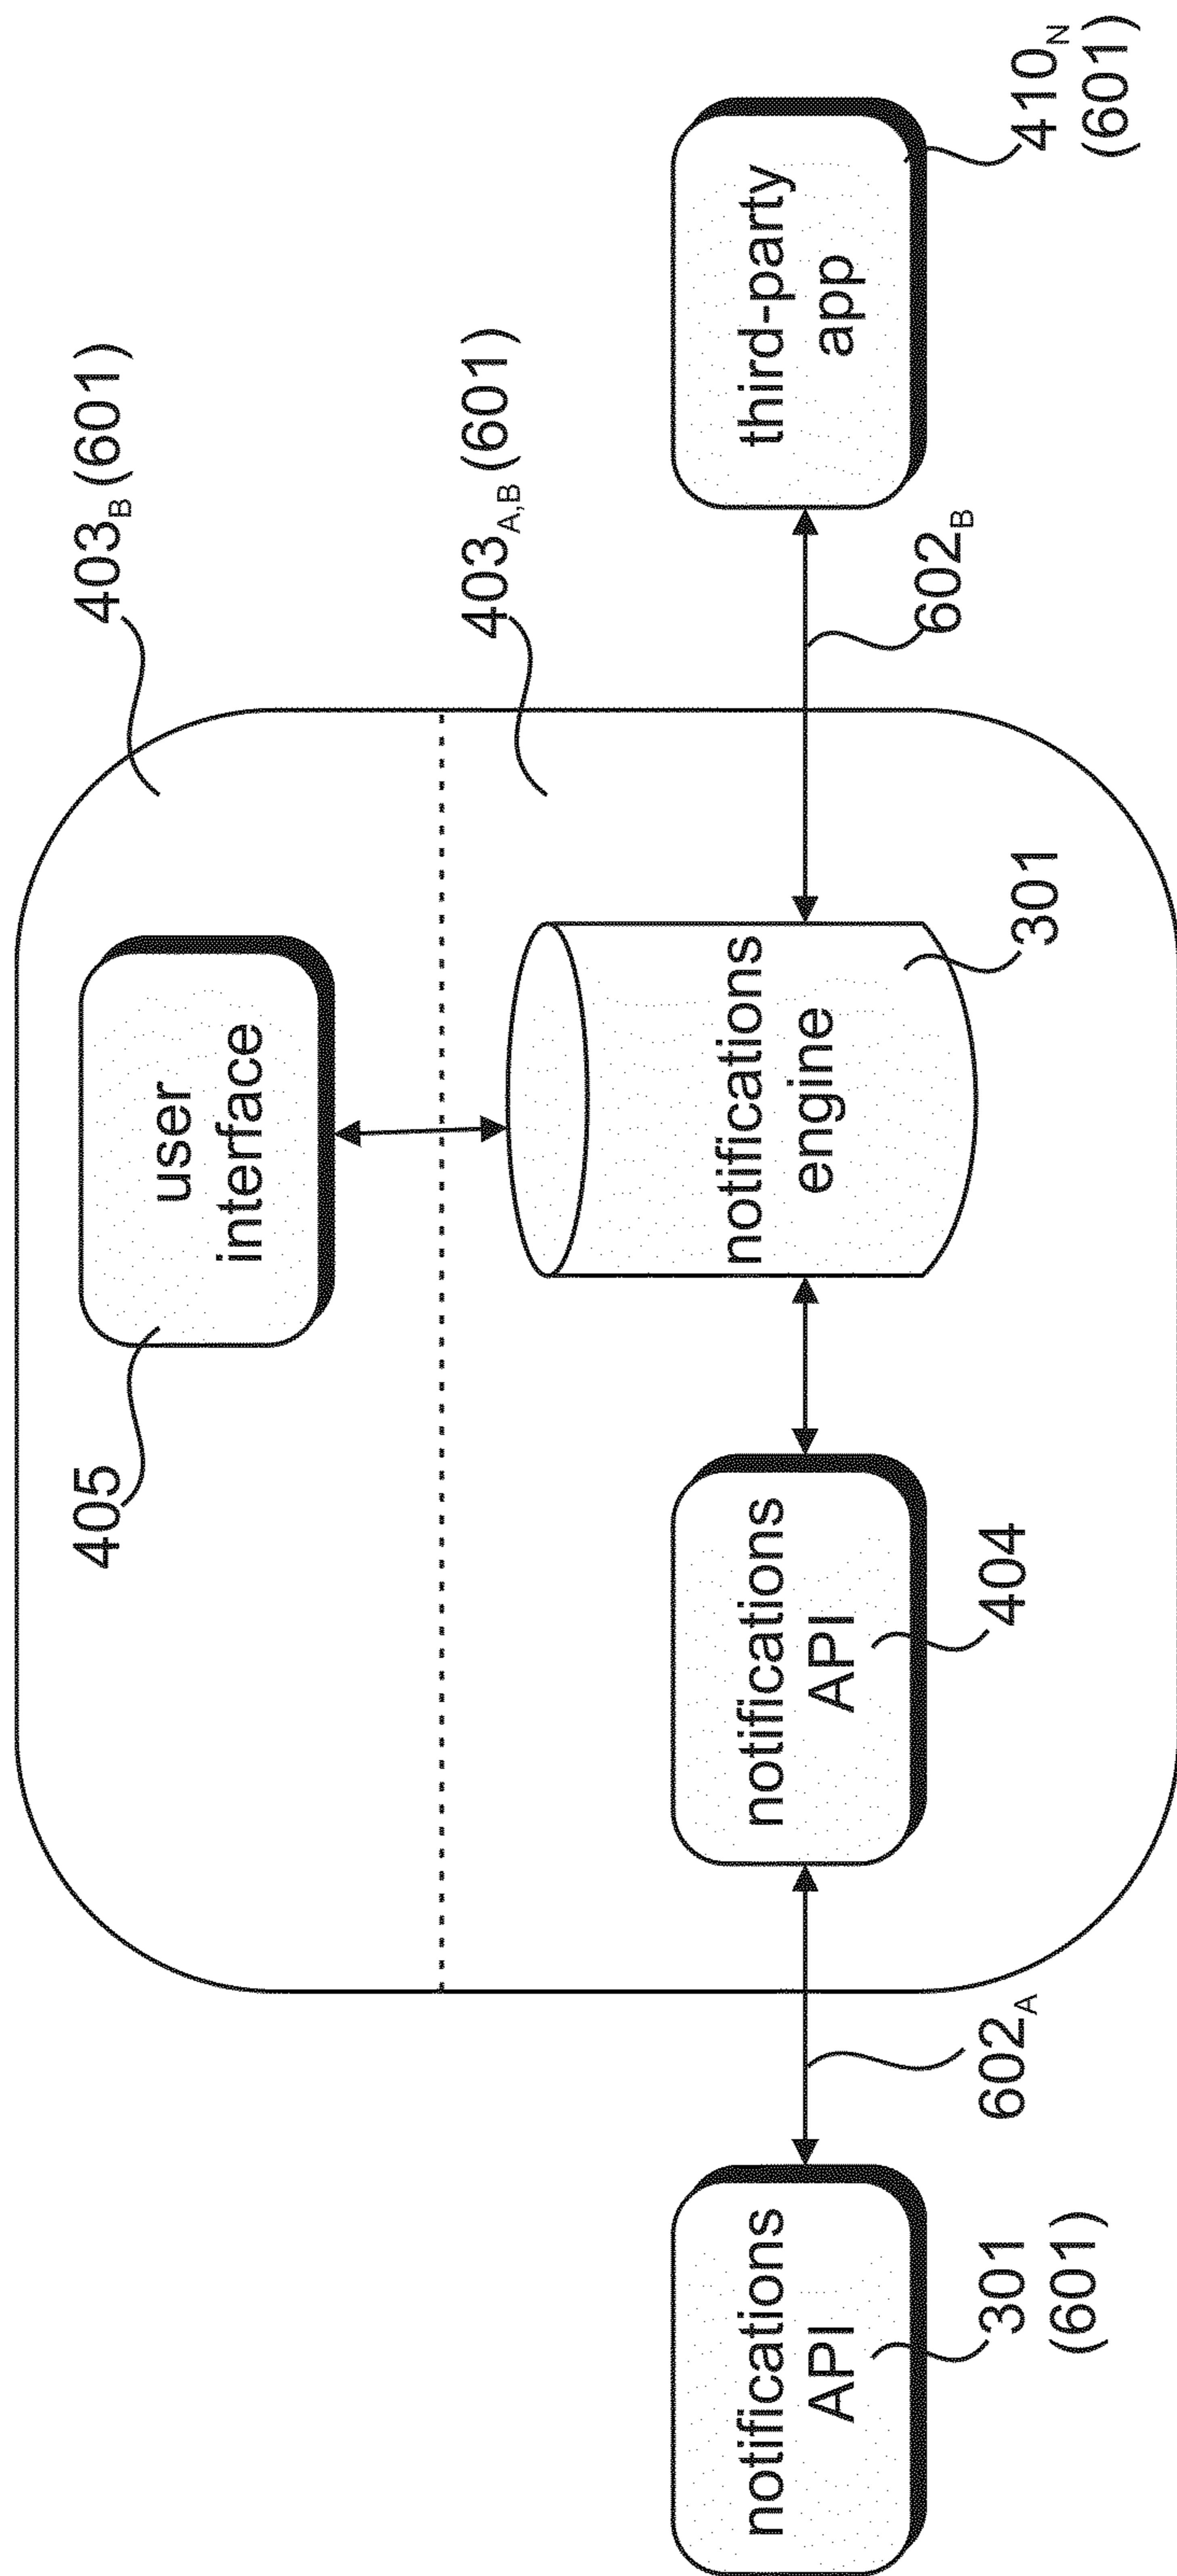 403B (601)
405
user
interface
403A,B (601)
notifications
API
notifications
API
notifications
engine
third-party
app
301
(601)
602A
404
301
602B
410N
(601)